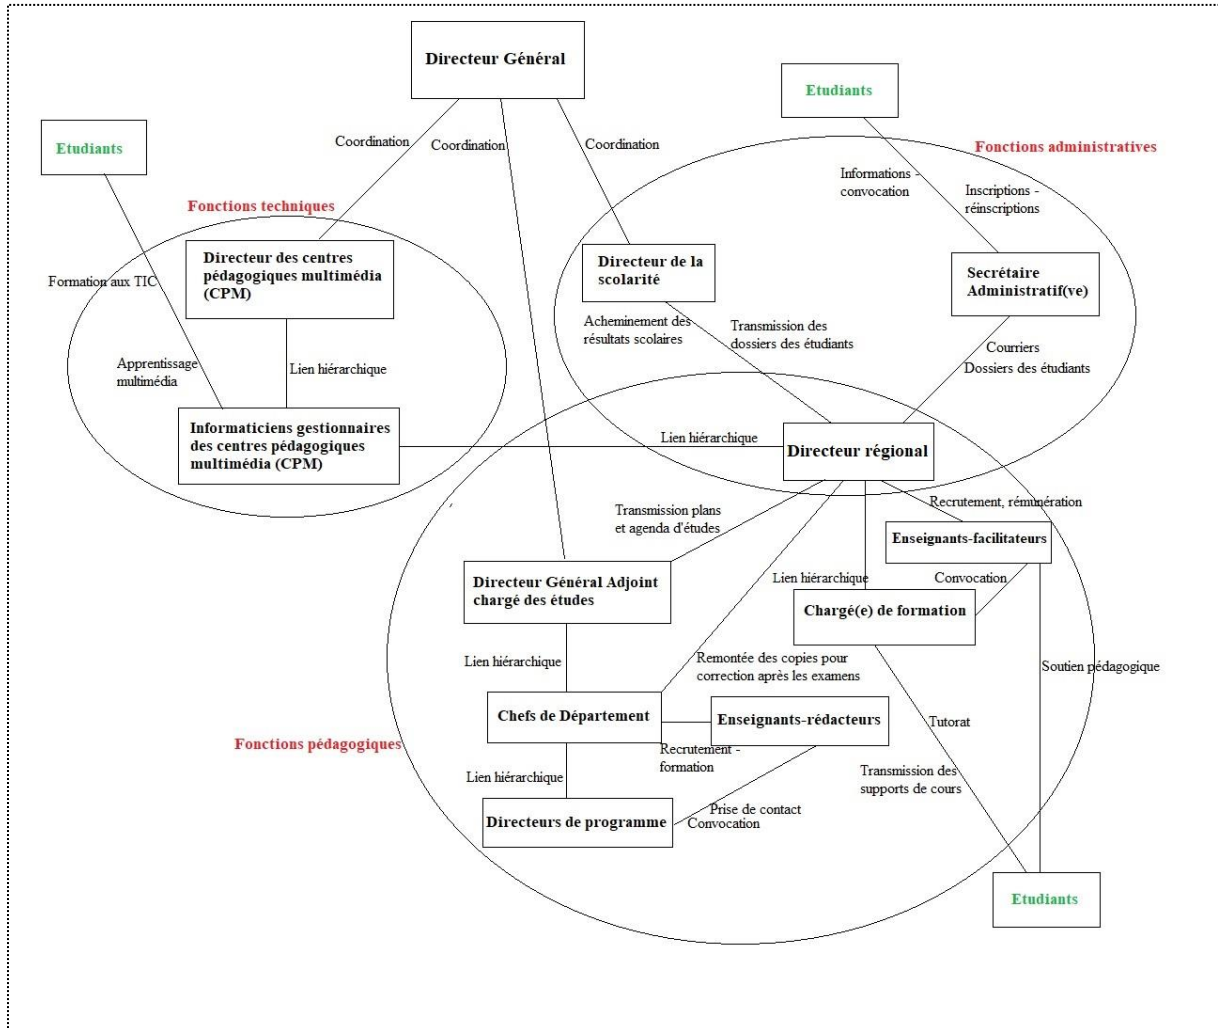 Directeur Général
Etudiants
Etudiants
Coordination
Coordination
Coordination
Fonctions administratives
Informations -
convocation
Inscriptions -
réinscriptions
Fonctions techniques
Directeur des centres
pédagogiques multimédia
(CPM)
Directeur de la
scolarité
Secrétaire
Administratif(ve)
Formation aux TIC
Acheminement des
résultats scolaires
Transmission des
dossiers des étudiants
Courriers
Dossiers des étudiants
Apprentissage
multimédia
Lien hiérarchique
Informaticiens gestionnaires
des centres pédagogiques
multimédia (CPM)
Lien hiérarchique
Directeur régional
Transmission plans
et agenda d'études
Recrutement, rémunération
Enseignants-facilitateurs
Directeur Général Adjoint
chargé des études
Lien hiérarchique
Convocation
Chargé(e) de formation
Lien hiérarchique
Remontée des copies pour
correction après les examens
Soutien pédagogique
Chefs de Département
Enseignants-rédacteurs
Tutorat
Fonctions pédagogiques
Recrutement -
formation
Lien hiérarchique
Transmission des
supports de cours
Directeurs de programme
Prise de contact
Convocation
Etudiants